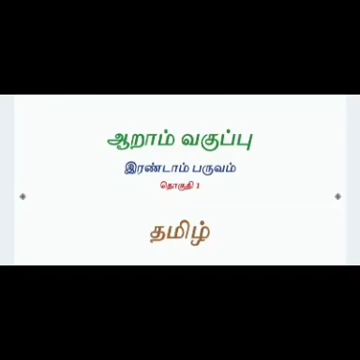 ஆறாம் வகுப்பு
இரண்டாம் பருவம்
தொகுதி 1
தமிழ்